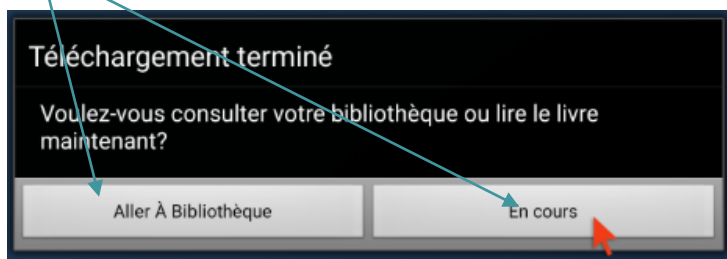 Téléchargement terminé
Voulez-vous consulter votre bibliothèque ou lire le livre
maintenant?
Aller À Bibliothèque
En cours